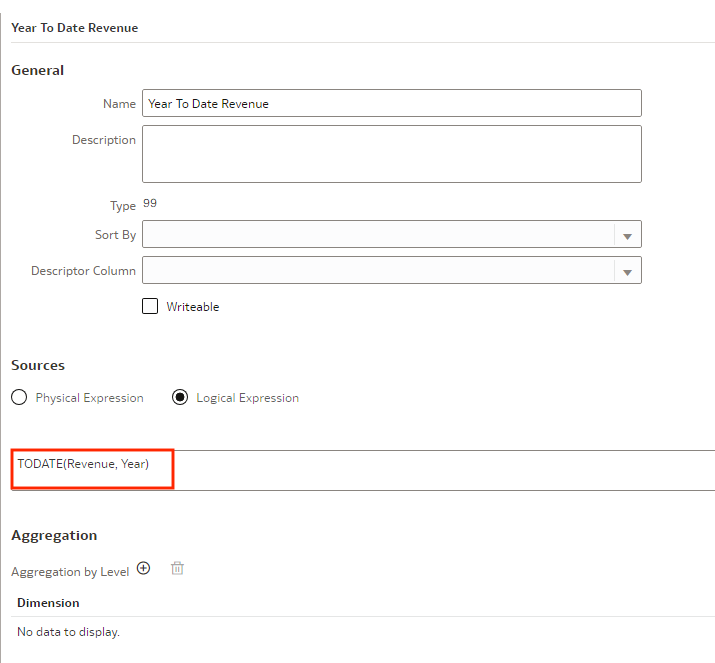 Year To Date Revenue
General
Name Year To Date Revenue
Description
Type 99
Sort By
Descriptor Column
Writeable
Sources
Physical Expression Logical Expression
TODATE(Revenue, Year)
Aggregation
Aggregation by Level
Dimension
No data to display.